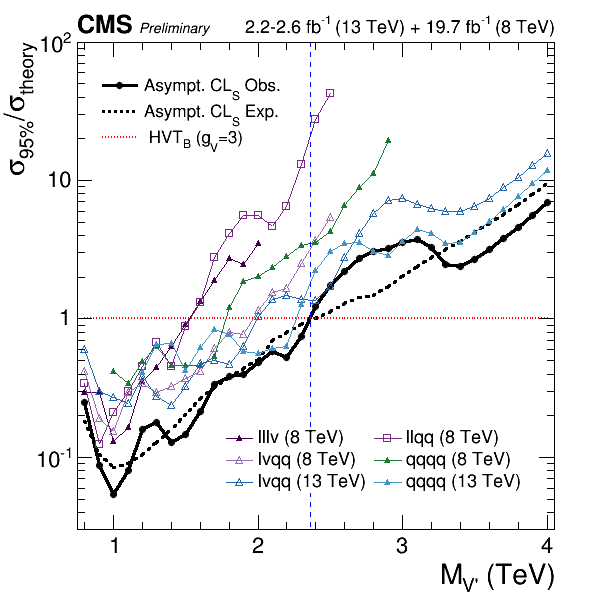 CMS Preliminary 2.2-2.6 fb⁻¹ (13 TeV) + 19.7 fb⁻¹ (8 TeV)
σ95%/σtheory
10²
Asympt. CLS Obs.
Asympt. CLS Exp.
HVTB (gV=3)
10
1
10⁻¹
lllν (8 TeV)
llqq (8 TeV)
lνqq (8 TeV)
qqqq (8 TeV)
lνqq (13 TeV)
qqqq (13 TeV)
1 2 3 4
MV' (TeV)